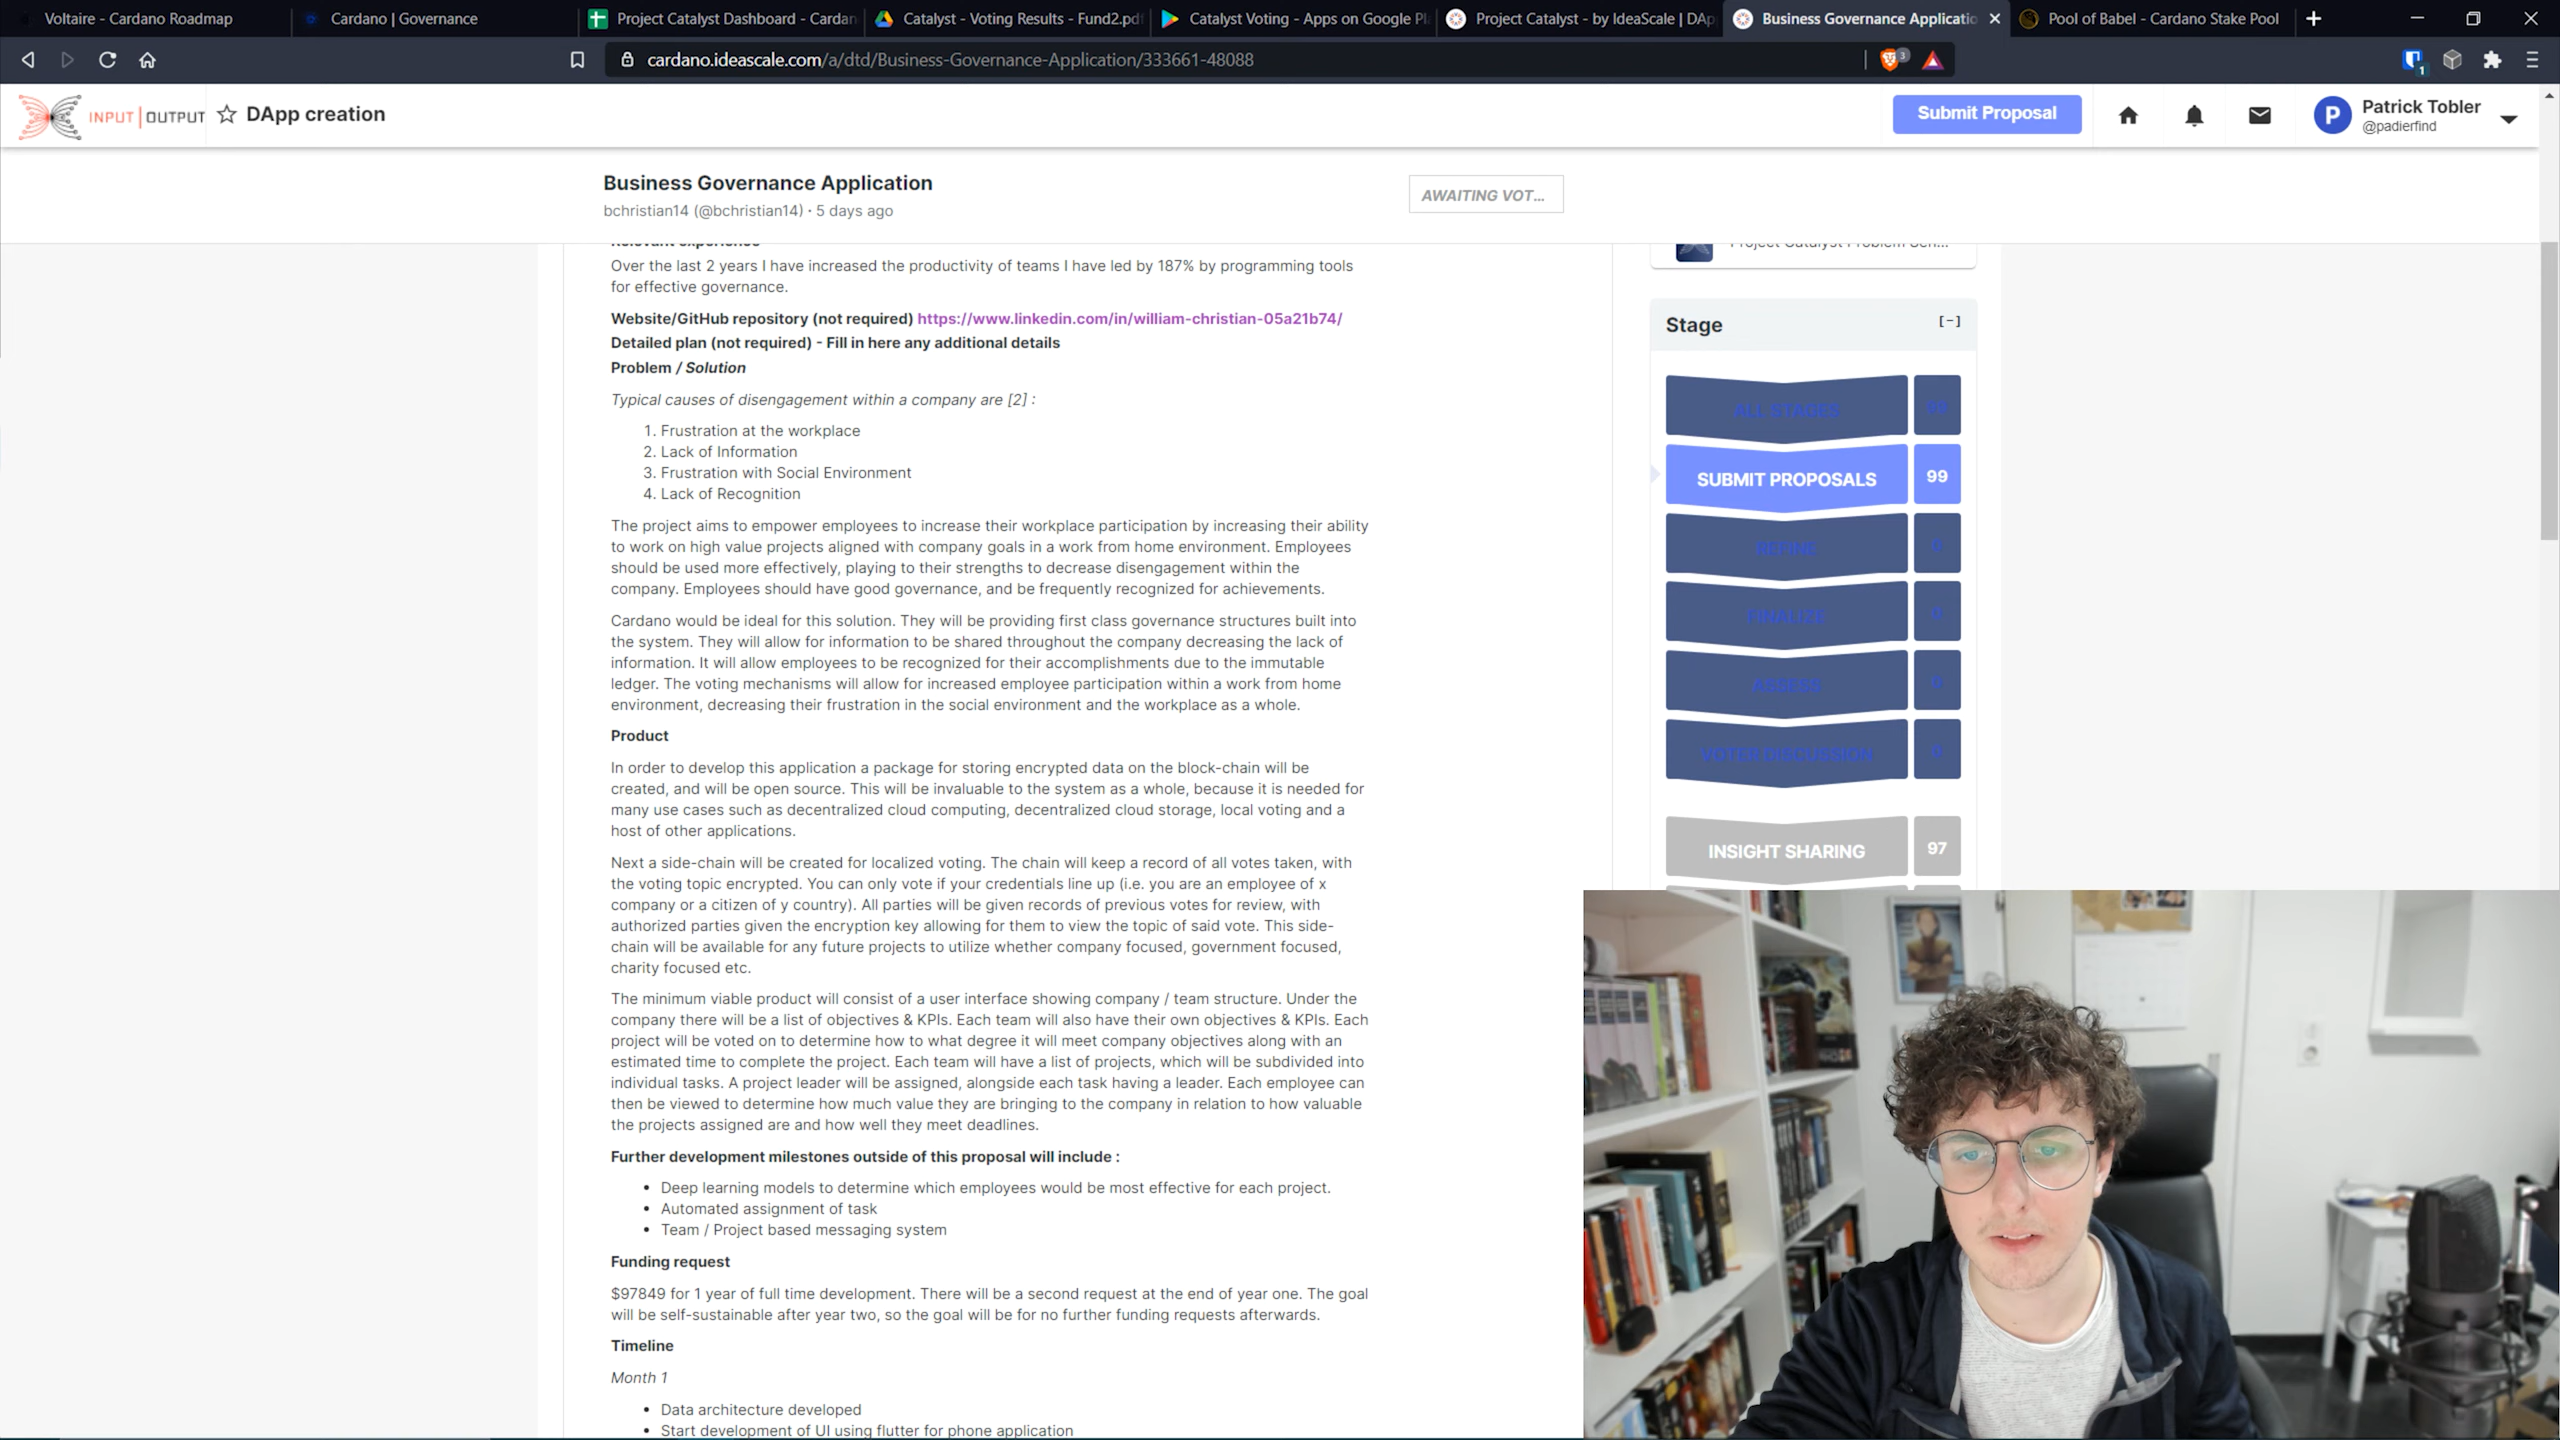 Voltaire - Cardano Roadmap
Cardano | Governance
Project Catalyst Dashboard - Cardan
Catalyst - Voting Results - Fund2.pdf
Catalyst Voting - Apps on Google Pl
Project Catalyst - by IdeaScale | DAp
Business Governance Applicatio
Pool of Babel - Cardano Stake Pool
cardano.ideascale.com/a/dtd/Business-Governance-Application/333661-48088
3
1
INPUT | OUTPUT
DApp creation
Submit Proposal
P
Patrick Tobler
@padierfind
Business Governance Application
bchristian14 (@bchristian14) • 5 days ago
AWAITING VOT...
Relevant experience
Over the last 2 years I have increased the productivity of teams I have led by 187% by programming tools
for effective governance.
Website/GitHub repository (not required) https://www.linkedin.com/in/william-christian-05a21b74/
Detailed plan (not required) - Fill in here any additional details
Problem / Solution
Typical causes of disengagement within a company are [2] :
1. Frustration at the workplace
2. Lack of Information
3. Frustration with Social Environment
4. Lack of Recognition
The project aims to empower employees to increase their workplace participation by increasing their ability
to work on high value projects aligned with company goals in a work from home environment. Employees
should be used more effectively, playing to their strengths to decrease disengagement within the
company. Employees should have good governance, and be frequently recognized for achievements.
Cardano would be ideal for this solution. They will be providing first class governance structures built into
the system. They will allow for information to be shared throughout the company decreasing the lack of
information. It will allow employees to be recognized for their accomplishments due to the immutable
ledger. The voting mechanisms will allow for increased employee participation within a work from home
environment, decreasing their frustration in the social environment and the workplace as a whole.
Product
In order to develop this application a package for storing encrypted data on the block-chain will be
created, and will be open source. This will be invaluable to the system as a whole, because it is needed for
many use cases such as decentralized cloud computing, decentralized cloud storage, local voting and a
host of other applications.
Next a side-chain will be created for localized voting. The chain will keep a record of all votes taken, with
the voting topic encrypted. You can only vote if your credentials line up (i.e. you are an employee of x
company or a citizen of y country). All parties will be given records of previous votes for review, with
authorized parties given the encryption key allowing for them to view the topic of said vote. This side-
chain will be available for any future projects to utilize whether company focused, government focused,
charity focused etc.
The minimum viable product will consist of a user interface showing company / team structure. Under the
company there will be a list of objectives & KPIs. Each team will also have their own objectives & KPIs. Each
project will be voted on to determine how to what degree it will meet company objectives along with an
estimated time to complete the project. Each team will have a list of projects, which will be subdivided into
individual tasks. A project leader will be assigned, alongside each task having a leader. Each employee can
then be viewed to determine how much value they are bringing to the company in relation to how valuable
the projects assigned are and how well they meet deadlines.
Further development milestones outside of this proposal will include :
• Deep learning models to determine which employees would be most effective for each project.
• Automated assignment of task
• Team / Project based messaging system
Funding request
$97849 for 1 year of full time development. There will be a second request at the end of year one. The goal
will be self-sustainable after year two, so the goal will be for no further funding requests afterwards.
Timeline
Month 1
• Data architecture developed
• Start development of UI using flutter for phone application
Project Catalyst Problem Sen...
Stage
[-]
ALL STAGES
SUBMIT PROPOSALS 99
REFINE 0
FINALIZE 0
ASSESS 0
VOTER DISCUSSION 0
INSIGHT SHARING 97